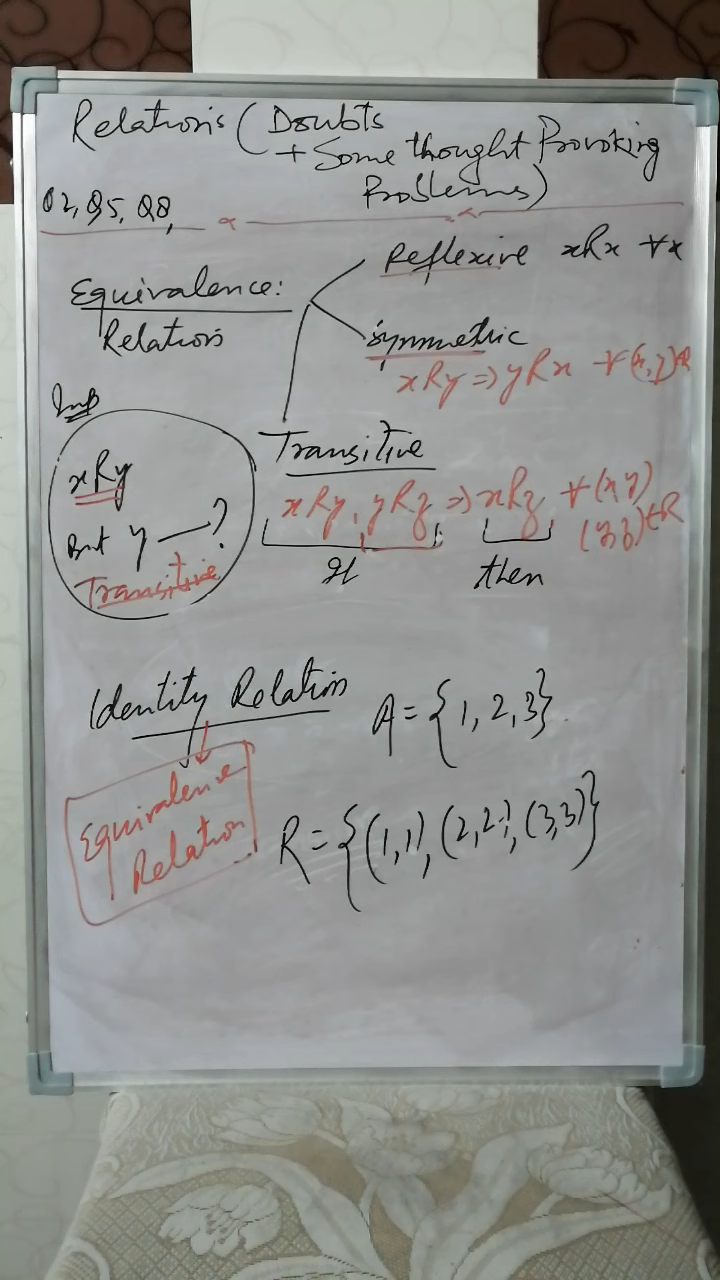 Relations (Doubts
+ Some thought Provoking
Problems)
Q2, Q5, Q8,
Equivalence:
Relation
Reflexive xRx ∀x
Symmetric
xRy ⇒ yRx ∀(x,y)∈R
Imp
xRy
But y —?
Transitive
Transitive
xRy, yRz ⇒ xRz, ∀(x,y)
(y,z)∈R
If then
Identity Relation
A = {1, 2, 3}.
Equivalence
Relation
R = {(1,1), (2,2), (3,3)}